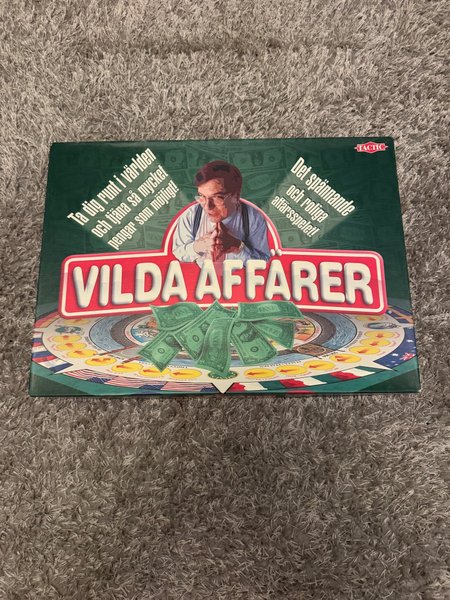 TACTIC
Ta dig runt i världen
och tjäna så mycket
pengar som möjligt!
Det spännande
och roliga
affärsspelet!
VILDA AFFÄRER